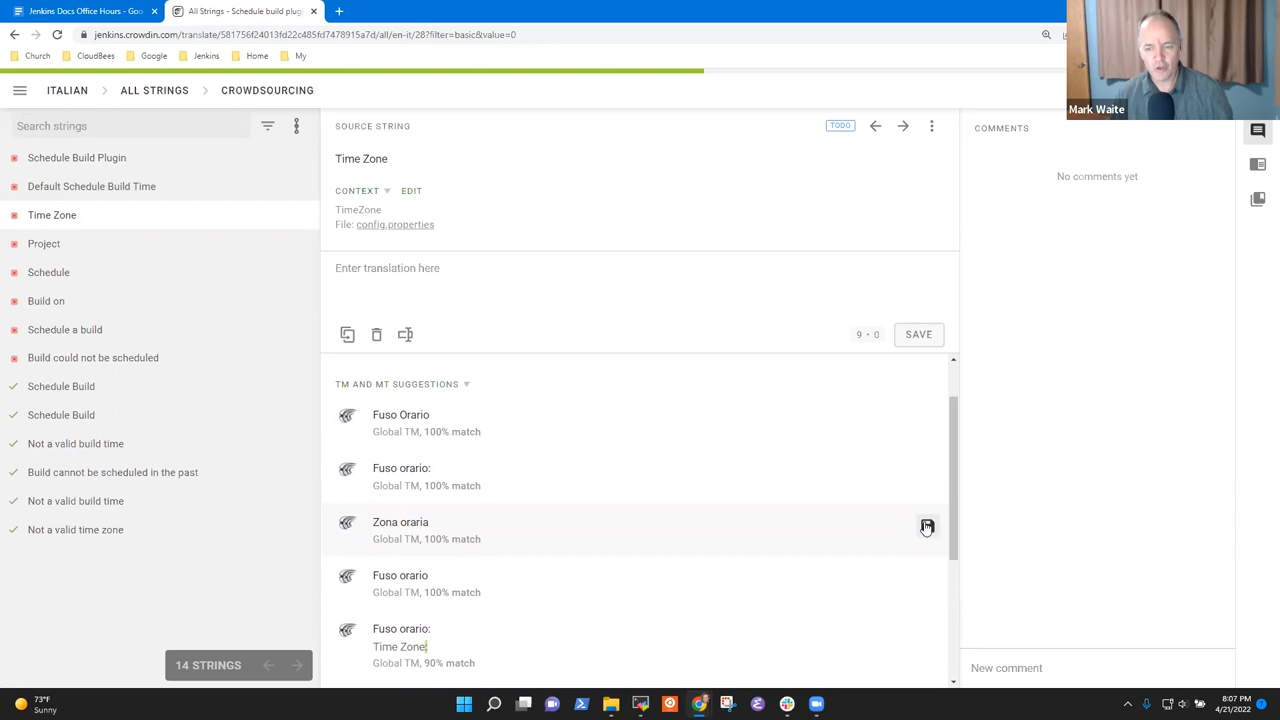 Jenkins Docs Office Hours - Goo
All Strings - Schedule build plug
jenkins.crowdin.com/translate/581756f24013fd22c485fd7478915a7d/all/en-it/28?filter=basic&value=0
Church
CloudBees
Google
Jenkins
Home
My
Mark Waite
ITALIAN > ALL STRINGS > CROWDSOURCING
Search strings
Schedule Build Plugin
Default Schedule Build Time
Time Zone
Project
Schedule
Build on
Schedule a build
Build could not be scheduled
Schedule Build
Schedule Build
Not a valid build time
Build cannot be scheduled in the past
Not a valid build time
Not a valid time zone
14 STRINGS
SOURCE STRING
TODO
Time Zone
CONTEXT
EDIT
TimeZone
File: config.properties
Enter translation here
9 • 0
SAVE
TM AND MT SUGGESTIONS
Fuso Orario
Global TM, 100% match
Fuso orario:
Global TM, 100% match
Zona oraria
Global TM, 100% match
Fuso orario
Global TM, 100% match
Fuso orario:
Time Zone:
Global TM, 90% match
COMMENTS
No comments yet
New comment
73°F
Sunny
8:07 PM
4/21/2022